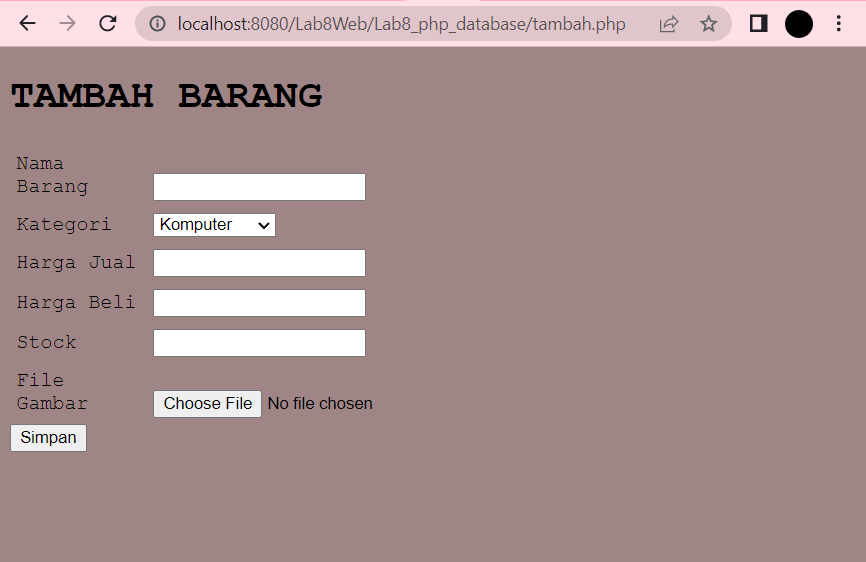 localhost:8080/Lab8Web/Lab8_php_database/tambah.php
TAMBAH BARANG
Nama
Barang
Kategori Komputer
Harga Jual
Harga Beli
Stock
File
Gambar Choose File No file chosen
Simpan